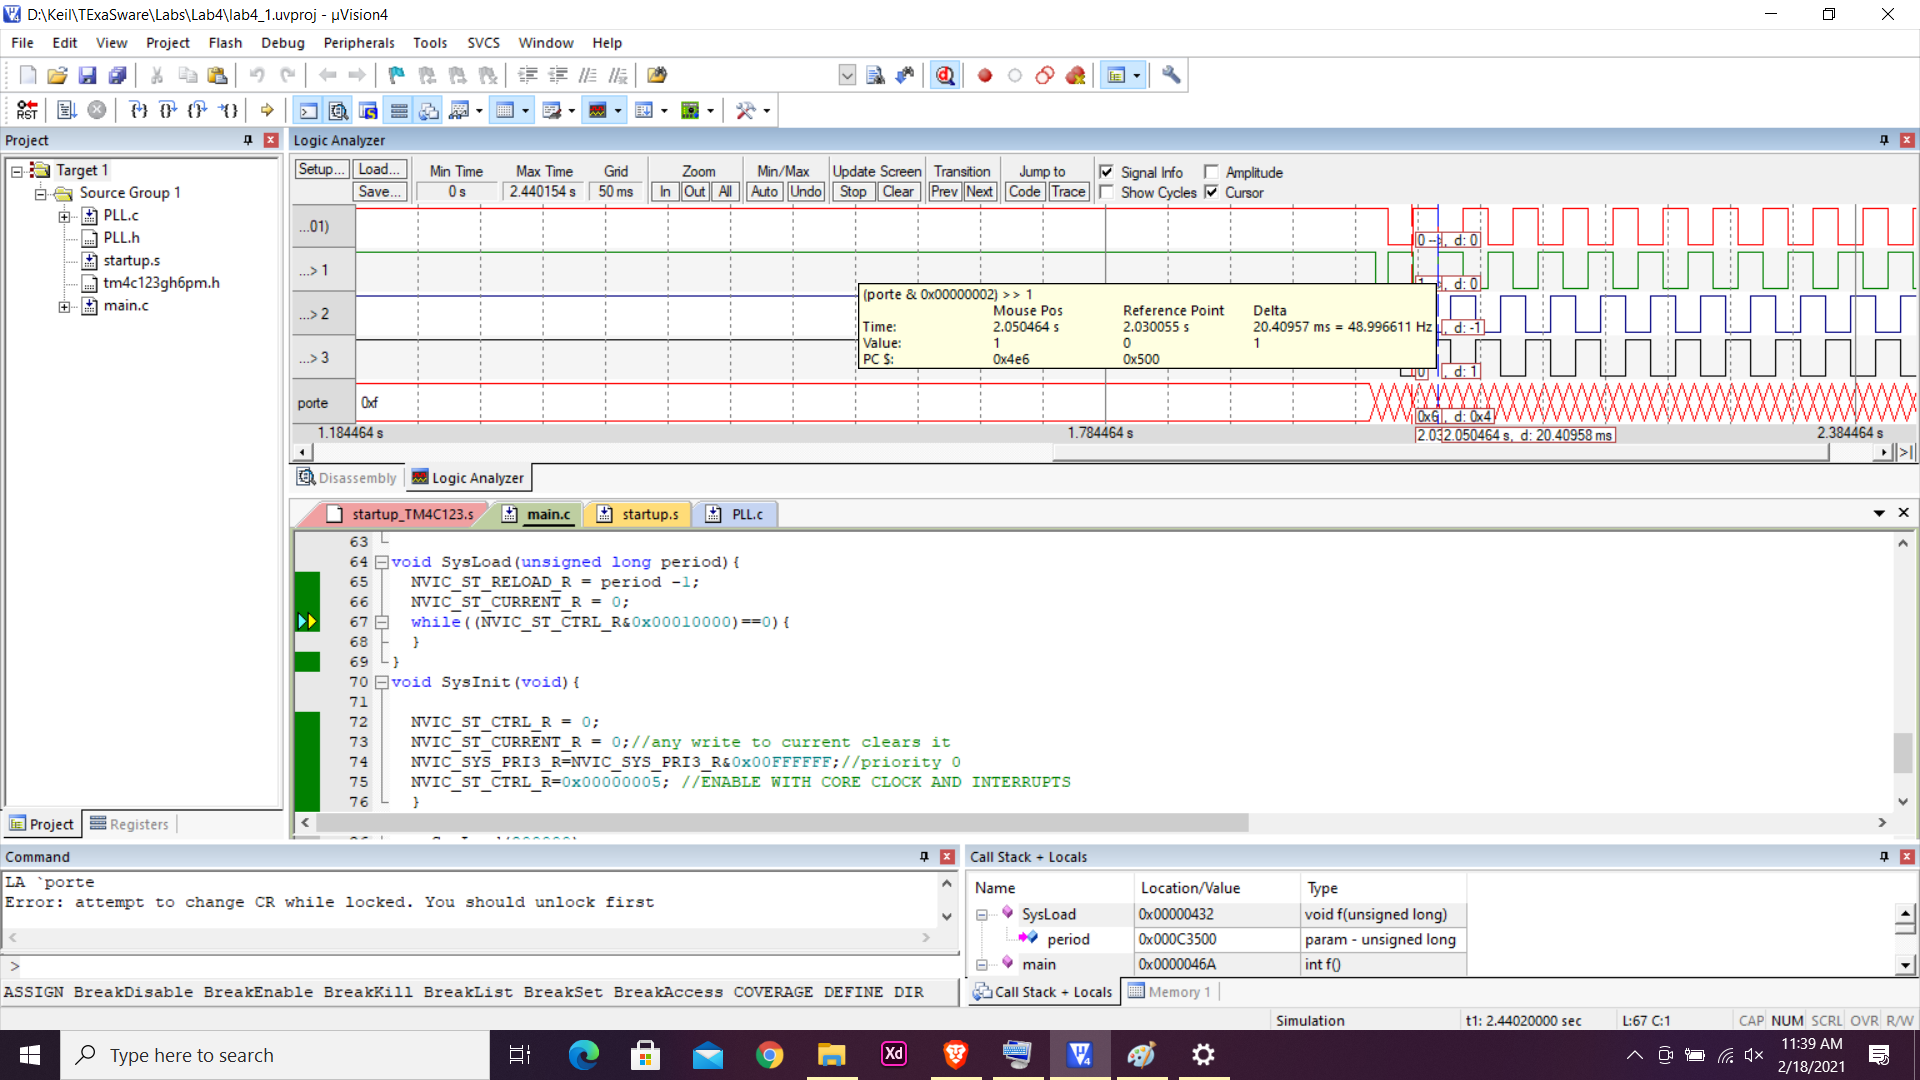 D:\Keil\TExaSware\Labs\Lab4\lab4_1.uvproj - µVision4
File Edit View Project Flash Debug Peripherals Tools SVCS Window Help
Project
Target 1
Source Group 1
PLL.c
PLL.h
startup.s
tm4c123gh6pm.h
main.c
Project Registers
Logic Analyzer
Setup... Load... Min Time Max Time Grid Zoom Min/Max Update Screen Transition Jump to Signal Info Amplitude
Save... 0 s 2.440154 s 50 ms In Out All Auto Undo Stop Clear Prev Next Code Trace Show Cycles Cursor
...01)
0 --, d: 0
...> 1
, d: 0
...> 2
, d: -1
...> 3
0 , d: 1
(porte & 0x00000002) >> 1
Mouse Pos Reference Point Delta
Time: 2.050464 s 2.030055 s 20.40957 ms = 48.996611 Hz
Value: 1 0 1
PC $: 0x4e6 0x500
porte 0xf
0x6 , d: 0x4
1.184464 s 1.784464 s 2.032.050464 s, d: 20.40958 ms 2.384464 s
Disassembly Logic Analyzer
startup_TM4C123.s main.c startup.s PLL.c
63
64 void SysLoad(unsigned long period){
65 NVIC_ST_RELOAD_R = period -1;
66 NVIC_ST_CURRENT_R = 0;
67 while((NVIC_ST_CTRL_R&0x00010000)==0){
68 }
69 }
70 void SysInit(void){
71
72 NVIC_ST_CTRL_R = 0;
73 NVIC_ST_CURRENT_R = 0;//any write to current clears it
74 NVIC_SYS_PRI3_R=NVIC_SYS_PRI3_R&0x00FFFFFF;//priority 0
75 NVIC_ST_CTRL_R=0x00000005; //ENABLE WITH CORE CLOCK AND INTERRUPTS
76 }
Command
LA `porte
Error: attempt to change CR while locked. You should unlock first
>
ASSIGN BreakDisable BreakEnable BreakKill BreakList BreakSet BreakAccess COVERAGE DEFINE DIR
Call Stack + Locals
Name Location/Value Type
SysLoad 0x00000432 void f(unsigned long)
period 0x000C3500 param - unsigned long
main 0x0000046A int f()
Call Stack + Locals Memory 1
Simulation t1: 2.44020000 sec L:67 C:1 CAP NUM SCRL OVR R/W
Type here to search
Xd
11:39 AM
2/18/2021